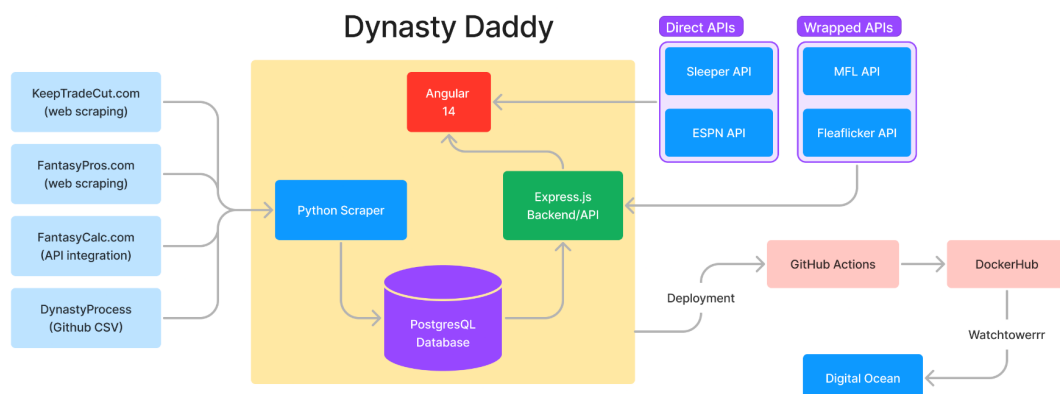 Dynasty Daddy
Direct APIs
Wrapped APIs
KeepTradeCut.com
(web scraping)
FantasyPros.com
(web scraping)
FantasyCalc.com
(API integration)
DynastyProcess
(Github CSV)
Python Scraper
Angular
14
Express.js
Backend/API
PostgresQL
Database
Sleeper API
ESPN API
MFL API
Fleaflicker API
Deployment
GitHub Actions
DockerHub
Watchtowerrr
Digital Ocean